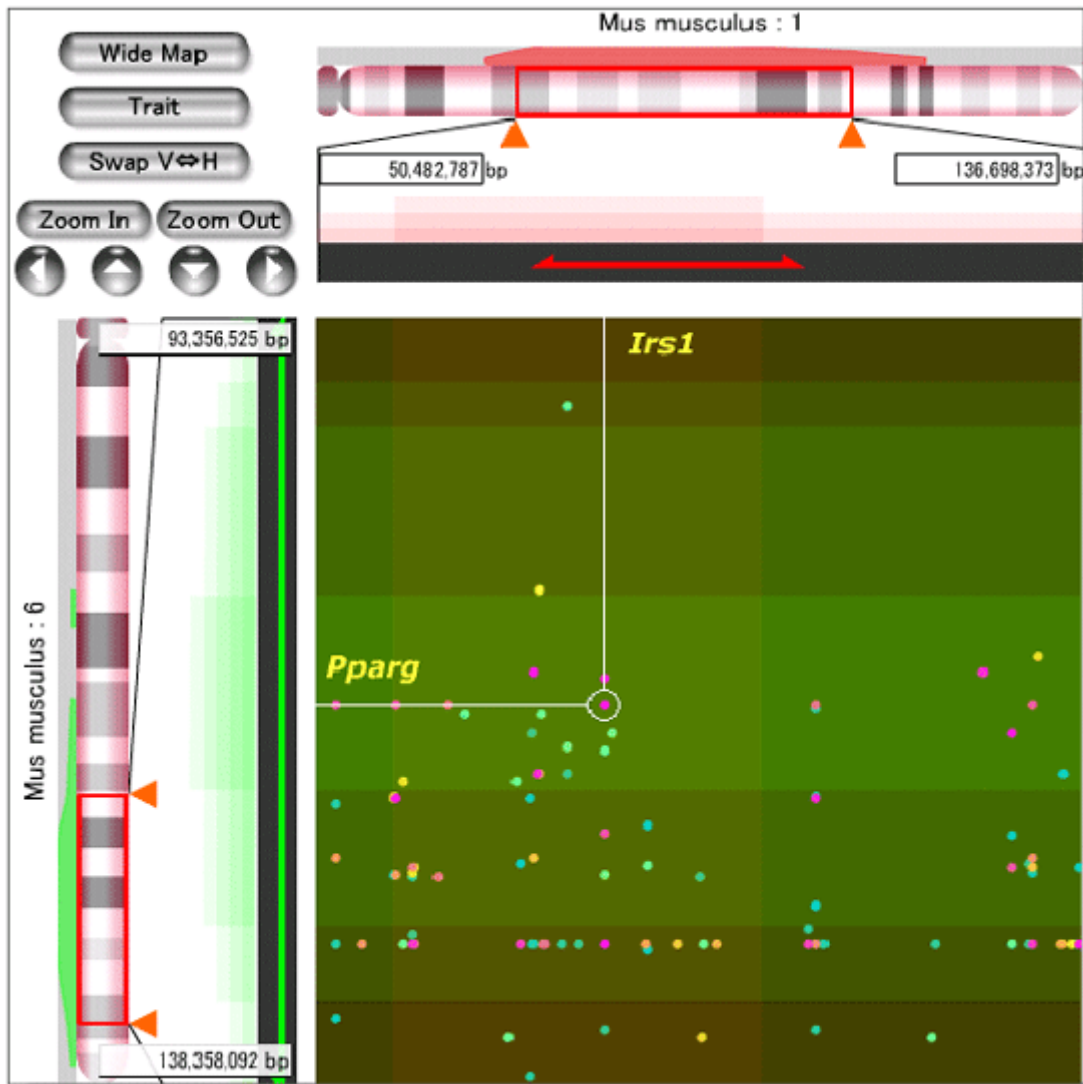 Mus musculus : 1
Wide Map
Trait
Swap V⇔H
50,482,787 bp
136,698,373 bp
Zoom In
Zoom Out
93,356,525 bp
Irs1
Pparg
Mus musculus : 6
138,358,092 bp